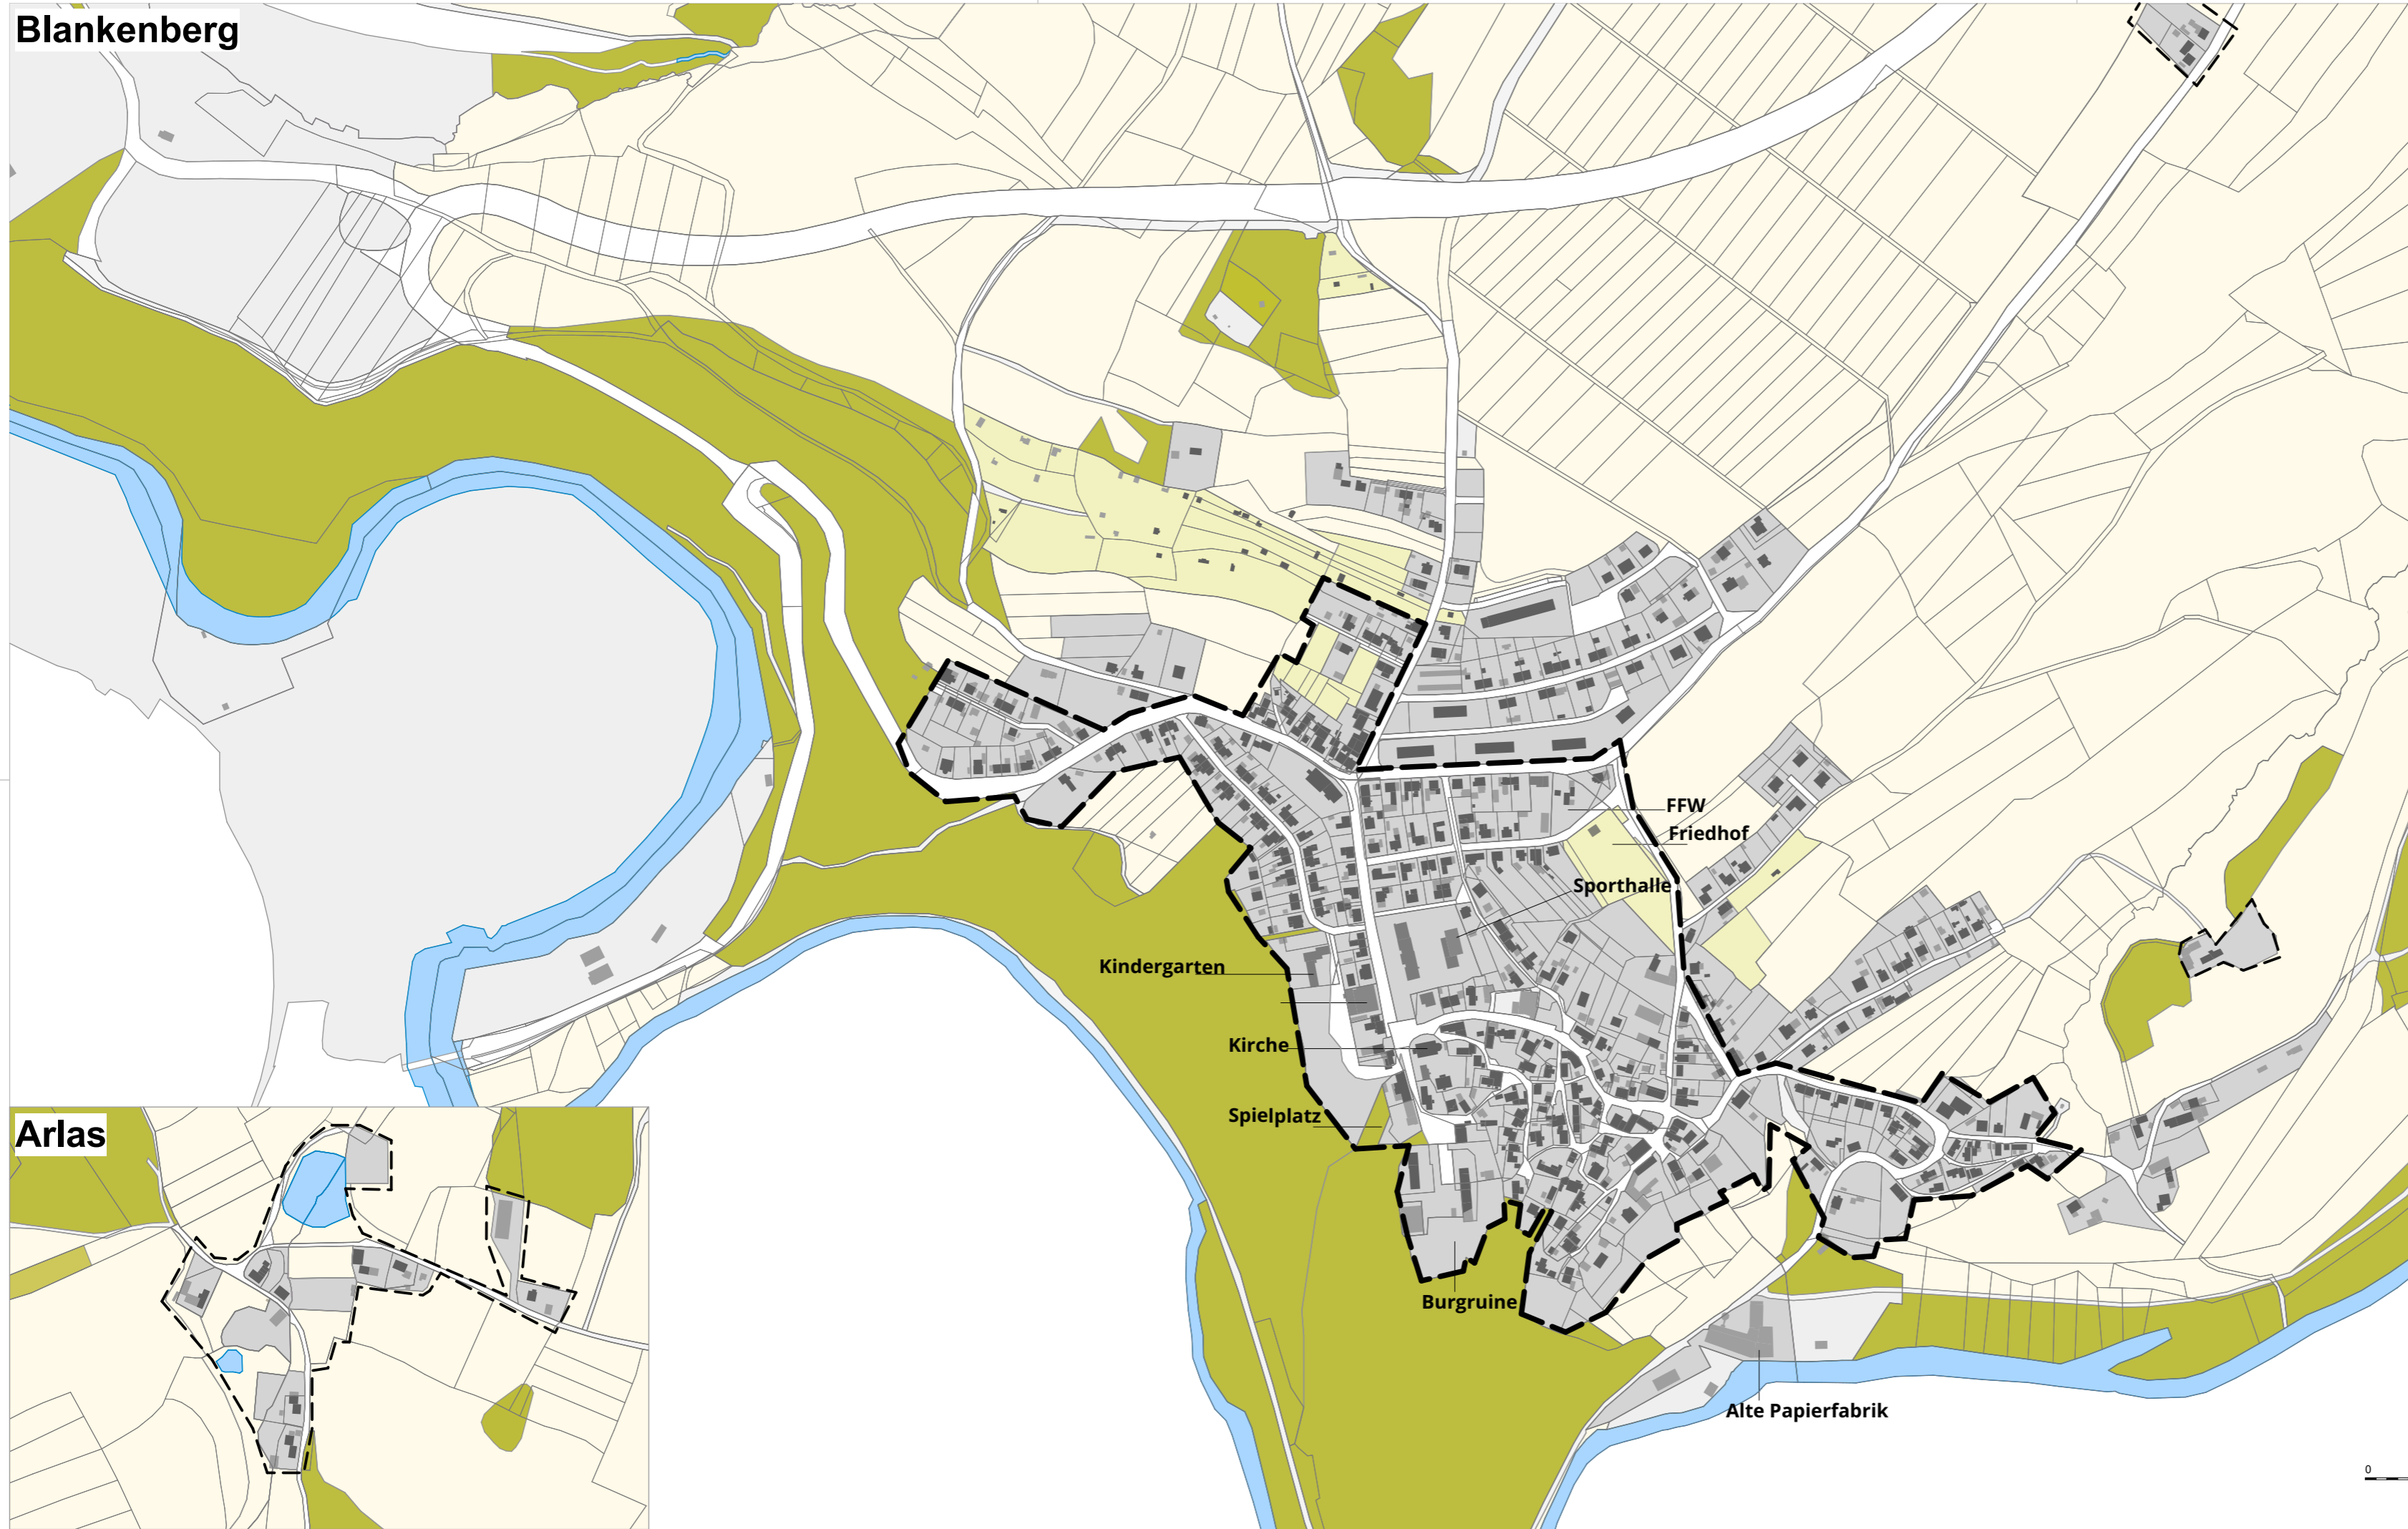 Blankenberg
FFW
Friedhof
Sporthalle
Kindergarten
Kirche
Spielplatz
Arlas
Burgruine
Alte Papierfabrik
0